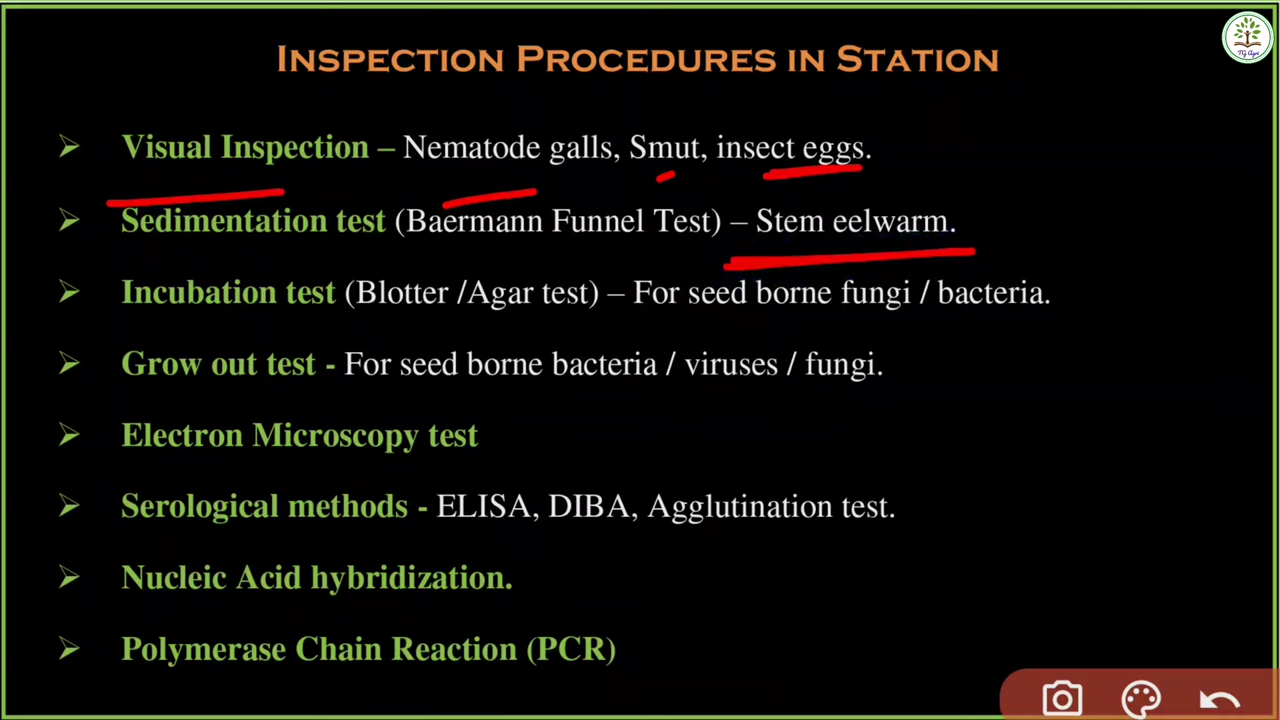 INSPECTION PROCEDURES IN STATION
TG Agri
Visual Inspection – Nematode galls, Smut, insect eggs.
Sedimentation test (Baermann Funnel Test) – Stem eelwarm.
Incubation test (Blotter /Agar test) – For seed borne fungi / bacteria.
Grow out test - For seed borne bacteria / viruses / fungi.
Electron Microscopy test
Serological methods - ELISA, DIBA, Agglutination test.
Nucleic Acid hybridization.
Polymerase Chain Reaction (PCR)